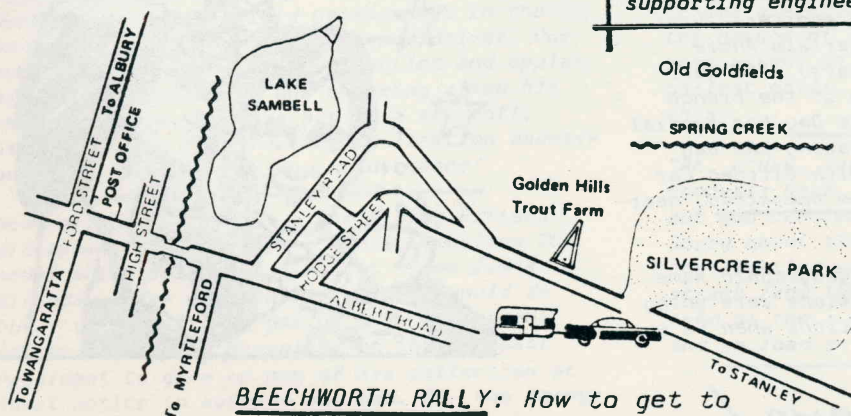 supporting enginee
Old Goldfields
SPRING CREEK
LAKE
SAMBELL
To ALBURY
FORD STREET
POST OFFICE
HIGH STREET
STANLEY ROAD
HODGE STREET
Golden Hills
Trout Farm
SILVERCREEK PARK
ALBERT ROAD
To WANGARATTA
To MYRTLEFORD
To STANLEY
BEECHWORTH RALLY: How to get to